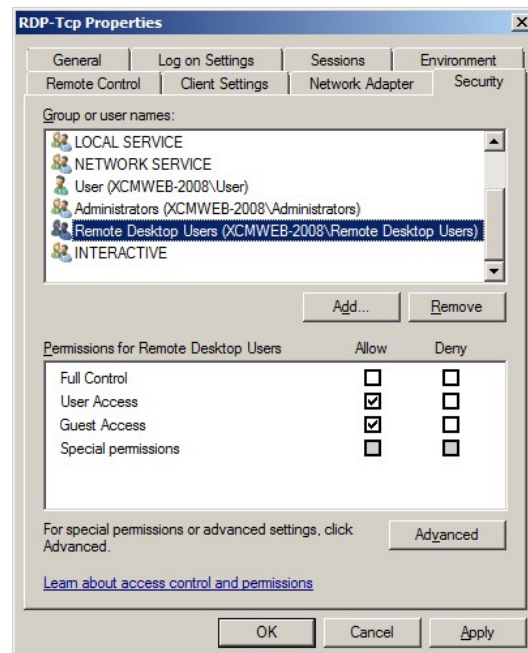 RDP-Tcp Properties
General Log on Settings Sessions Environment
Remote Control Client Settings Network Adapter Security
Group or user names:
LOCAL SERVICE
NETWORK SERVICE
User (XCMWEB-2008\User)
Administrators (XCMWEB-2008\Administrators)
Remote Desktop Users (XCMWEB-2008\Remote Desktop Users)
INTERACTIVE
Add... Remove
Permissions for Remote Desktop Users Allow Deny
Full Control
User Access
Guest Access
Special permissions
For special permissions or advanced settings, click
Advanced.
Advanced
Learn about access control and permissions
OK Cancel Apply